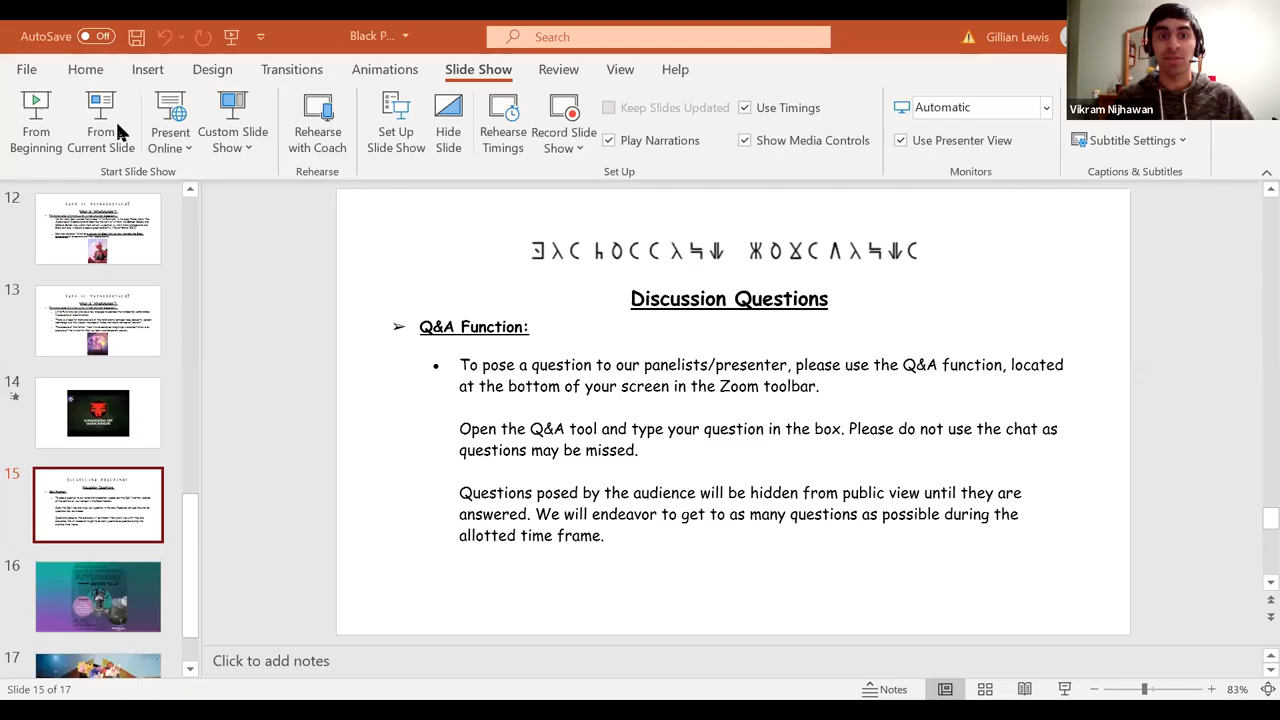 AutoSave Off Black P... Search Gillian Lewis
File Home Insert Design Transitions Animations Slide Show Review View Help
Vikram Nijhawan
From Beginning
From Current Slide
Present Online
Custom Slide Show
Rehearse with Coach
Set Up Slide Show
Hide Slide
Rehearse Timings
Record Slide Show
Keep Slides Updated
Play Narrations
Use Timings
Show Media Controls
Automatic
Use Presenter View
Subtitle Settings
Start Slide Show Rehearse Set Up Monitors Captions & Subtitles
12
13
14
KINGDOM OF
WAKANDA
15
16
17
Discussion Questions
➢ Q&A Function:
• To pose a question to our panelists/presenter, please use the Q&A function, located
at the bottom of your screen in the Zoom toolbar.
Open the Q&A tool and type your question in the box. Please do not use the chat as
questions may be missed.
Questions posed by the audience will be hidden from public view until they are
answered. We will endeavor to get to as many questions as possible during the
allotted time frame.
Click to add notes
Slide 15 of 17 Notes 83%